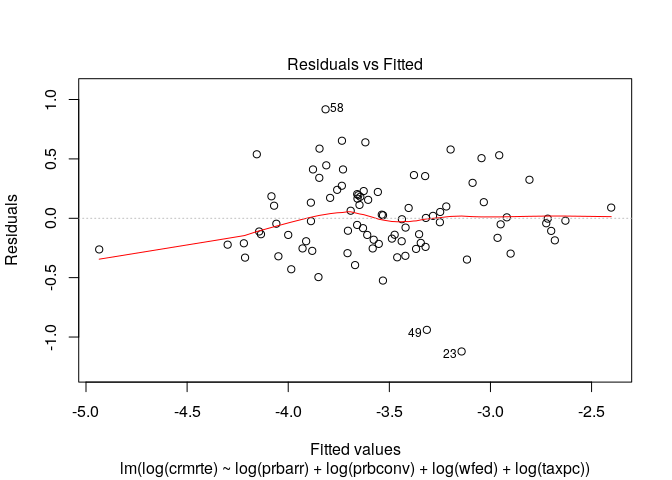 Residuals vs Fitted
Residuals
1.0
0.5
0.0
-0.5
-1.0
58
49
23
-5.0 -4.5 -4.0 -3.5 -3.0 -2.5
Fitted values
lm(log(crmrte) ~ log(prbarr) + log(prbconv) + log(wfed) + log(taxpc))